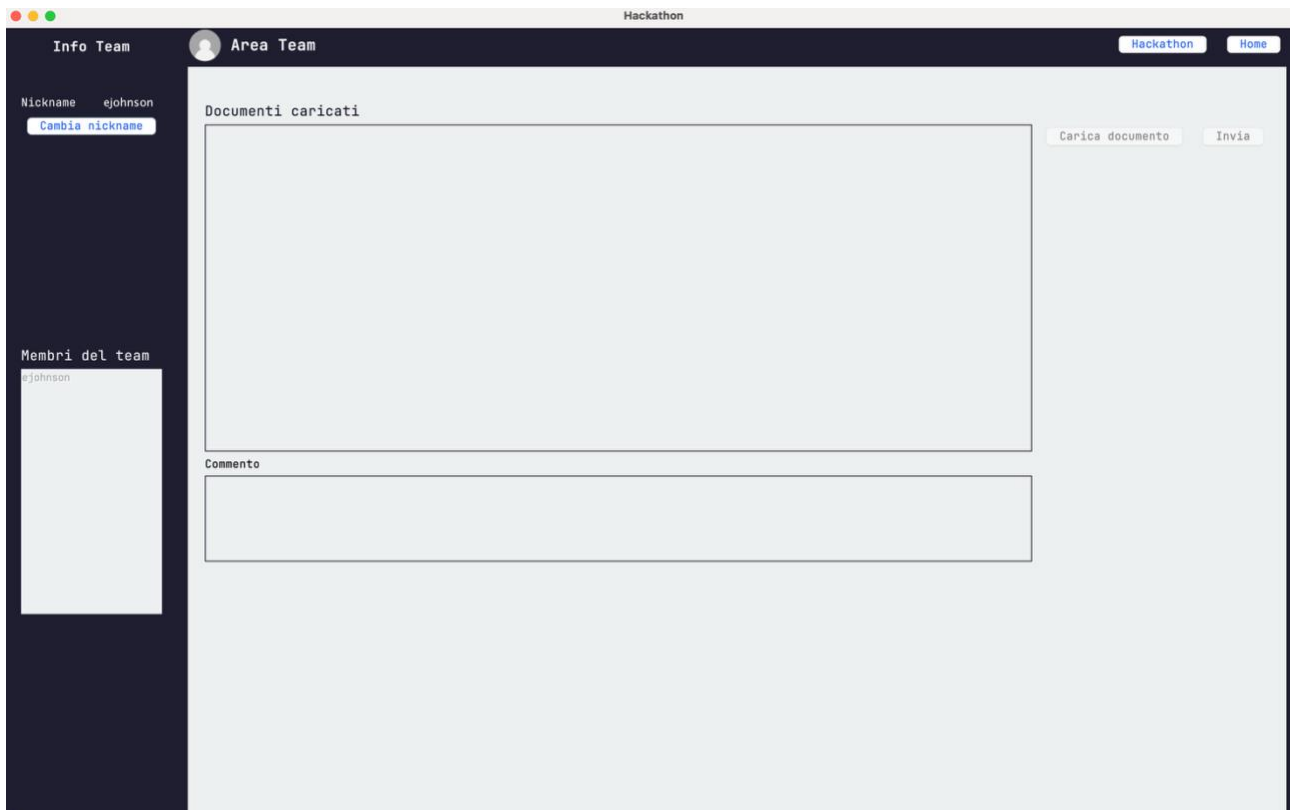 Hackathon
Info Team
Area Team
Hackathon
Home
Nickname ejohnson
Cambia nickname
Documenti caricati
Carica documento
Invia
Membri del team
ejohnson
Commento